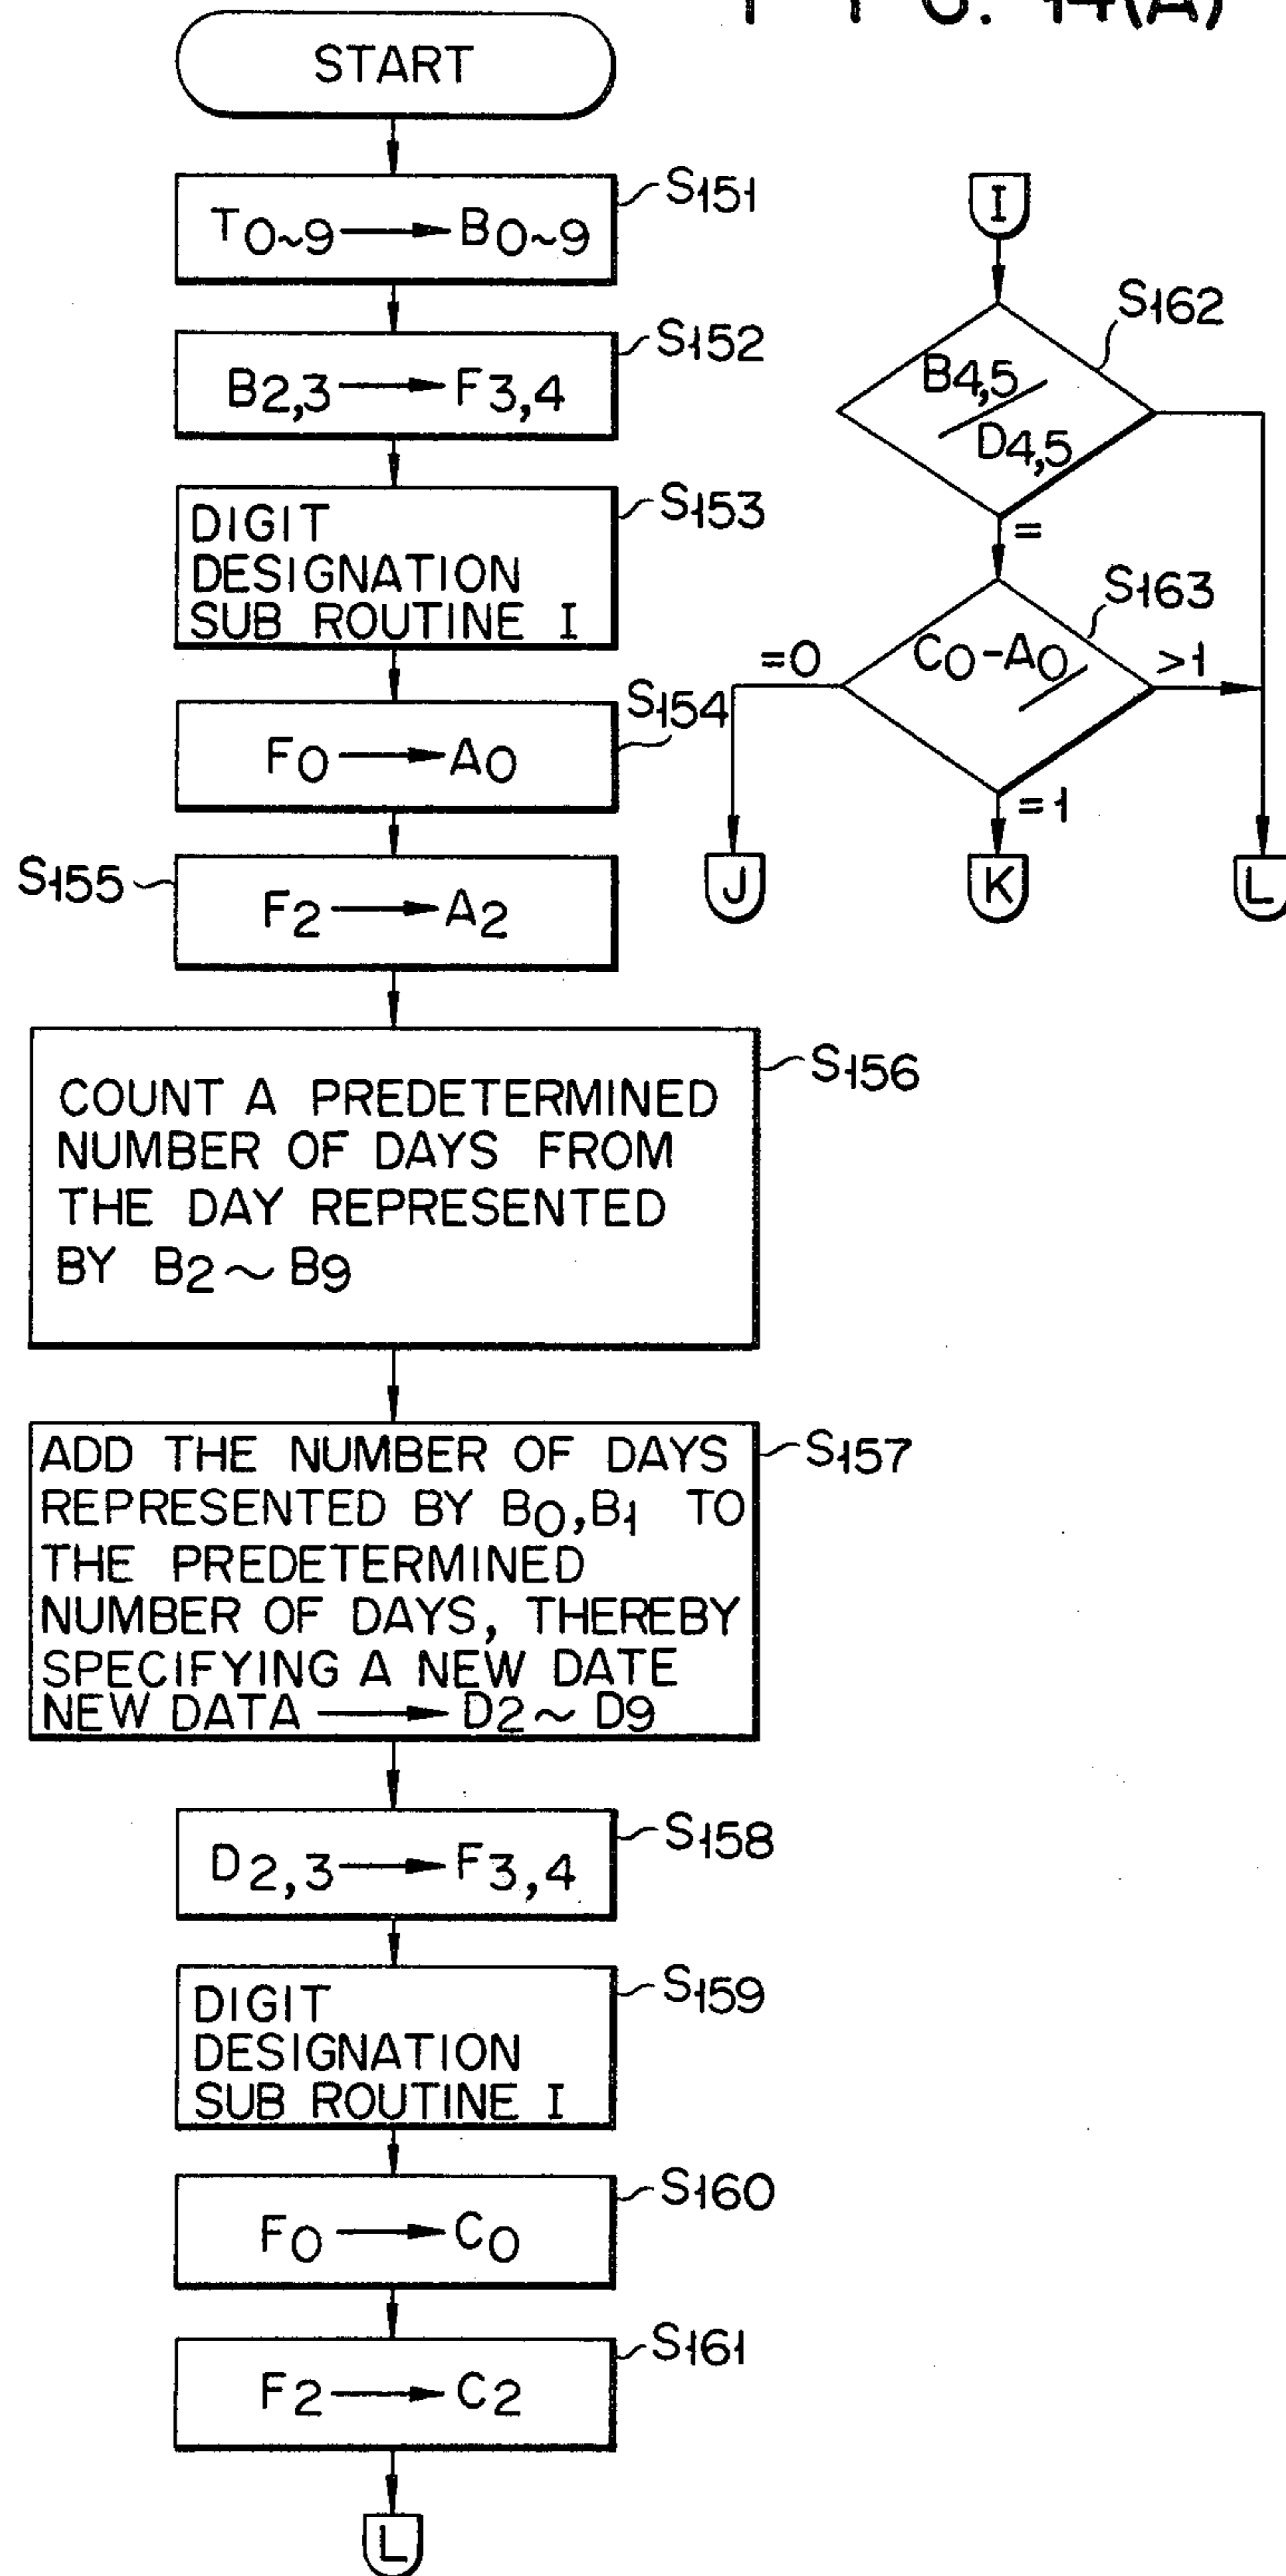 F I G. 14(A)
START
T0~9 → B0~9
S151
B2,3 → F3,4
S152
DIGIT
DESIGNATION
SUB ROUTINE I
S153
F0 → A0
S154
F2 → A2
S155
COUNT A PREDETERMINED
NUMBER OF DAYS FROM
THE DAY REPRESENTED
BY B2 ~ B9
S156
ADD THE NUMBER OF DAYS
REPRESENTED BY B0,B1 TO
THE PREDETERMINED
NUMBER OF DAYS, THEREBY
SPECIFYING A NEW DATE
NEW DATA → D2 ~ D9
S157
D2,3 → F3,4
S158
DIGIT
DESIGNATION
SUB ROUTINE I
S159
F0 → C0
S160
F2 → C2
S161
L
I
S162
B4,5
D4,5
=
S163
C0-A0
=0
>1
=1
J
K
L